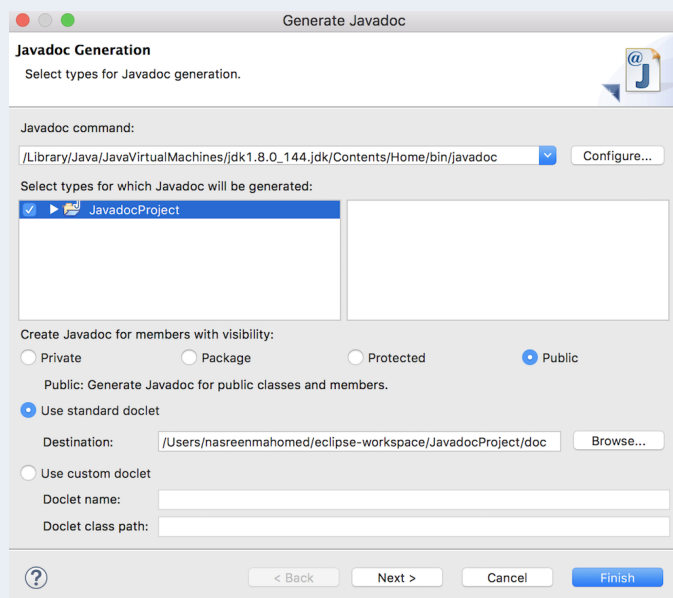 Generate Javadoc
Javadoc Generation
Select types for Javadoc generation.
@
J
Javadoc command:
/Library/Java/JavaVirtualMachines/jdk1.8.0_144.jdk/Contents/Home/bin/javadoc
Configure...
Select types for which Javadoc will be generated:
JavadocProject
Create Javadoc for members with visibility:
Private Package Protected Public
Public: Generate Javadoc for public classes and members.
Use standard doclet
Destination: /Users/nasreenmahomed/eclipse-workspace/JavadocProject/doc Browse...
Use custom doclet
Doclet name:
Doclet class path:
? < Back Next > Cancel Finish